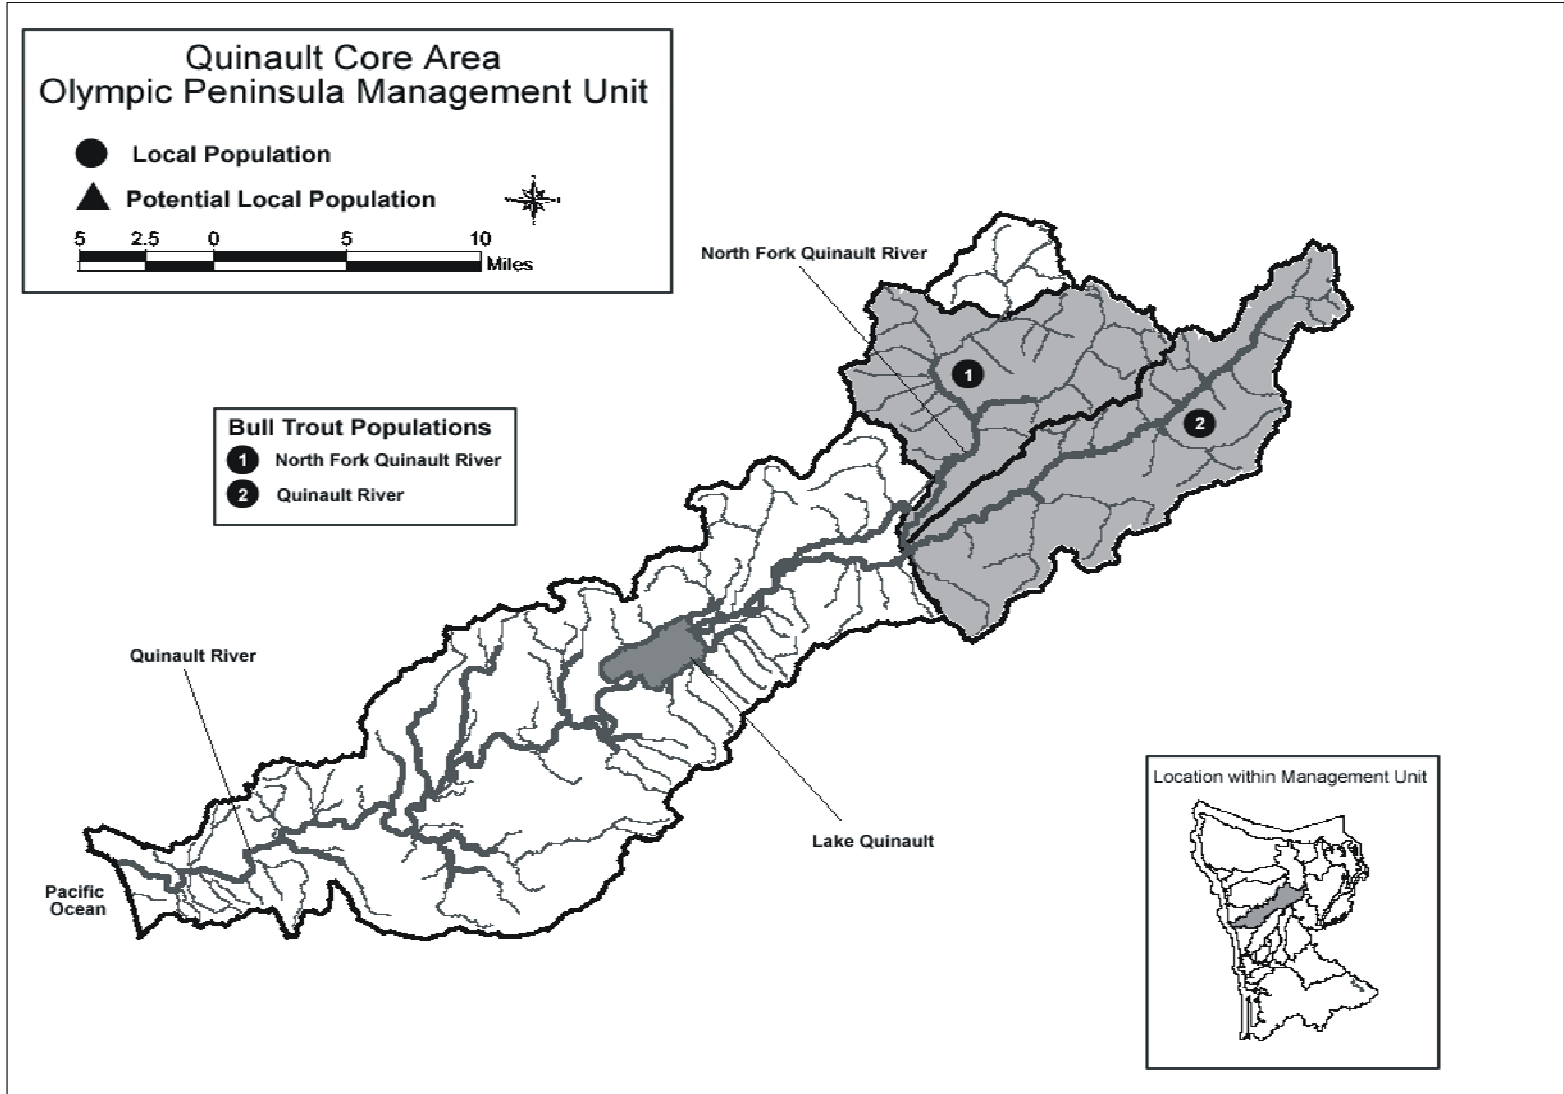 Quinault Core Area
Olympic Peninsula Management Unit
Local Population
Potential Local Population
5 2.5 0 5 10
Miles
North Fork Quinault River
1
2
Bull Trout Populations
1 North Fork Quinault River
2 Quinault River
Quinault River
Lake Quinault
Pacific
Ocean
Location within Management Unit